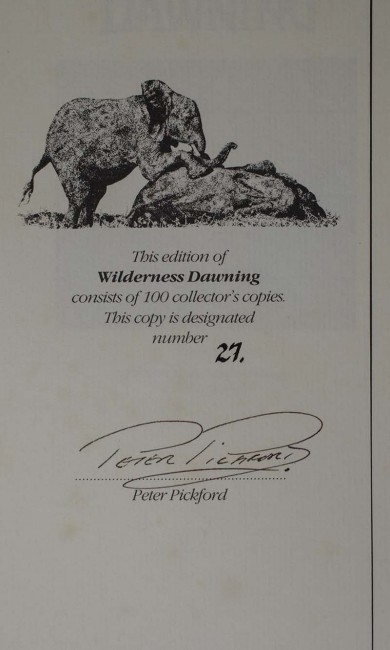 This edition of
Wilderness Dawning
consists of 100 collector's copies.
This copy is designated
number 27.
Peter Pickford
Peter Pickford